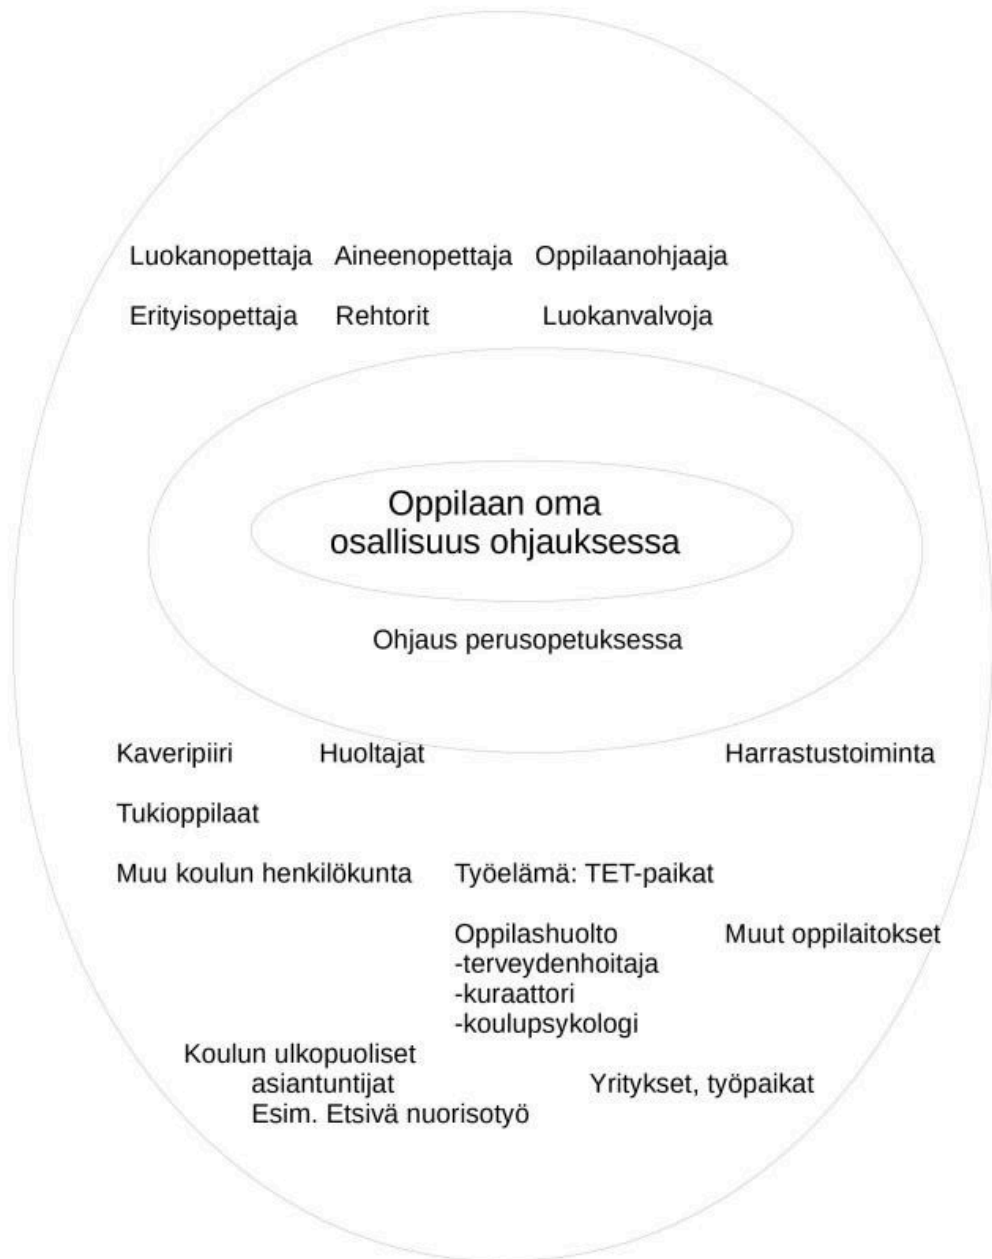 Luokanopettaja Aineenopettaja Oppilaanohjaaja
Erityisopettaja Rehtorit Luokanvalvoja
Oppilaan oma
osallisuus ohjauksessa
Ohjaus perusopetuksessa
Kaveripiiri Huoltajat Harrastustoiminta
Tukioppilaat
Muu koulun henkilökunta Työelämä: TET-paikat
Oppilashuolto Muut oppilaitokset
-terveydenhoitaja
-kuraattori
-koulupsykologi
Koulun ulkopuoliset
asiantuntijat Yritykset, työpaikat
Esim. Etsivä nuorisotyö